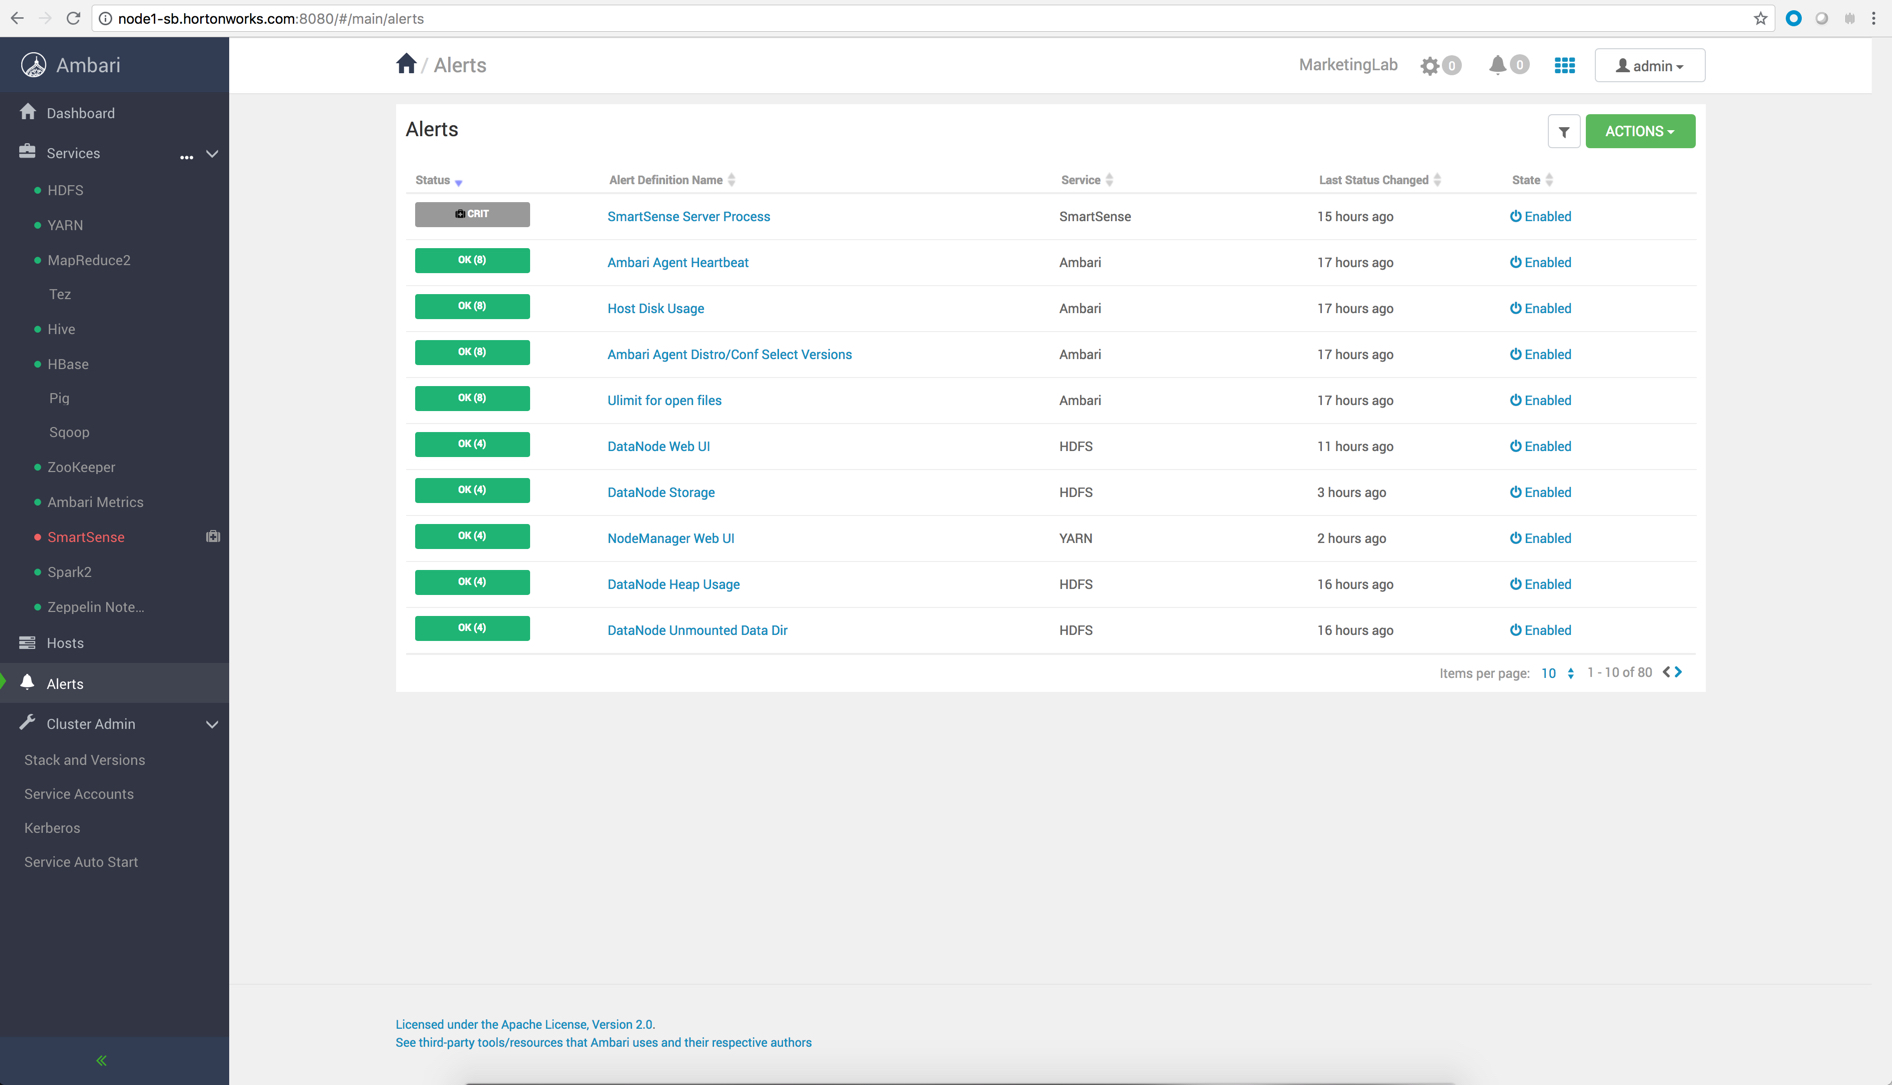 node1-sb.hortonworks.com:8080/#/main/alerts
Ambari
Dashboard
Services
...
HDFS
YARN
MapReduce2
Tez
Hive
HBase
Pig
Sqoop
ZooKeeper
Ambari Metrics
SmartSense
Spark2
Zeppelin Note...
Hosts
Alerts
Cluster Admin
Stack and Versions
Service Accounts
Kerberos
Service Auto Start
/ Alerts
MarketingLab 0 0 admin
Alerts
ACTIONS
Status Alert Definition Name Service Last Status Changed State
CRIT SmartSense Server Process SmartSense 15 hours ago Enabled
OK (8) Ambari Agent Heartbeat Ambari 17 hours ago Enabled
OK (8) Host Disk Usage Ambari 17 hours ago Enabled
OK (8) Ambari Agent Distro/Conf Select Versions Ambari 17 hours ago Enabled
OK (8) Ulimit for open files Ambari 17 hours ago Enabled
OK (4) DataNode Web UI HDFS 11 hours ago Enabled
OK (4) DataNode Storage HDFS 3 hours ago Enabled
OK (4) NodeManager Web UI YARN 2 hours ago Enabled
OK (4) DataNode Heap Usage HDFS 16 hours ago Enabled
OK (4) DataNode Unmounted Data Dir HDFS 16 hours ago Enabled
Items per page: 10 1 - 10 of 80
Licensed under the Apache License, Version 2.0.
See third-party tools/resources that Ambari uses and their respective authors